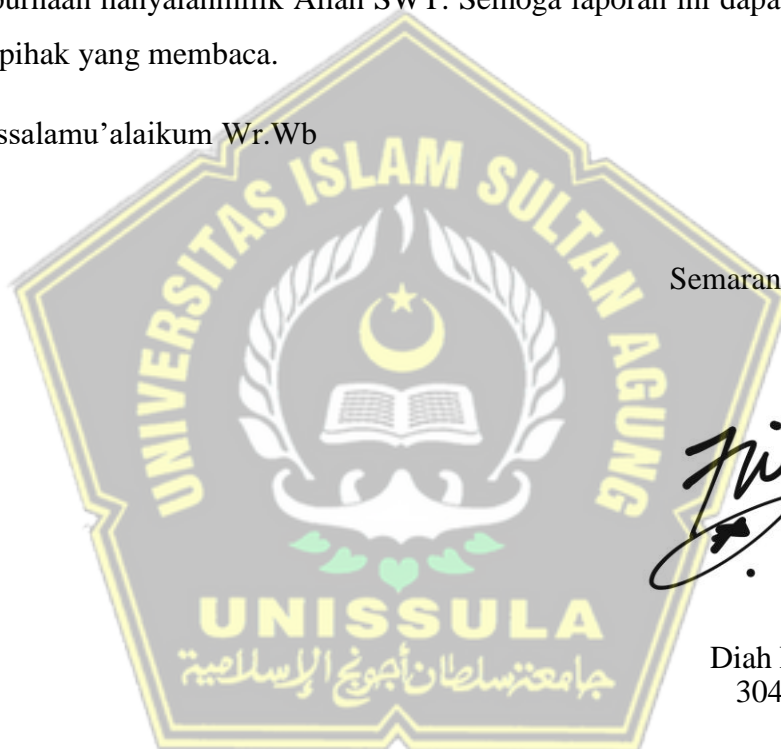 hanyalahmilik Allah SWT. Semoga laporan ini dapa
pihak yang membaca.
ssalamu’alaikum Wr.Wb
UNIVERSITAS ISLAM SULTAN AGUNG
Semaran
UNISSULA
جامعة سلطان أجونج الإسلامية
Diah
304